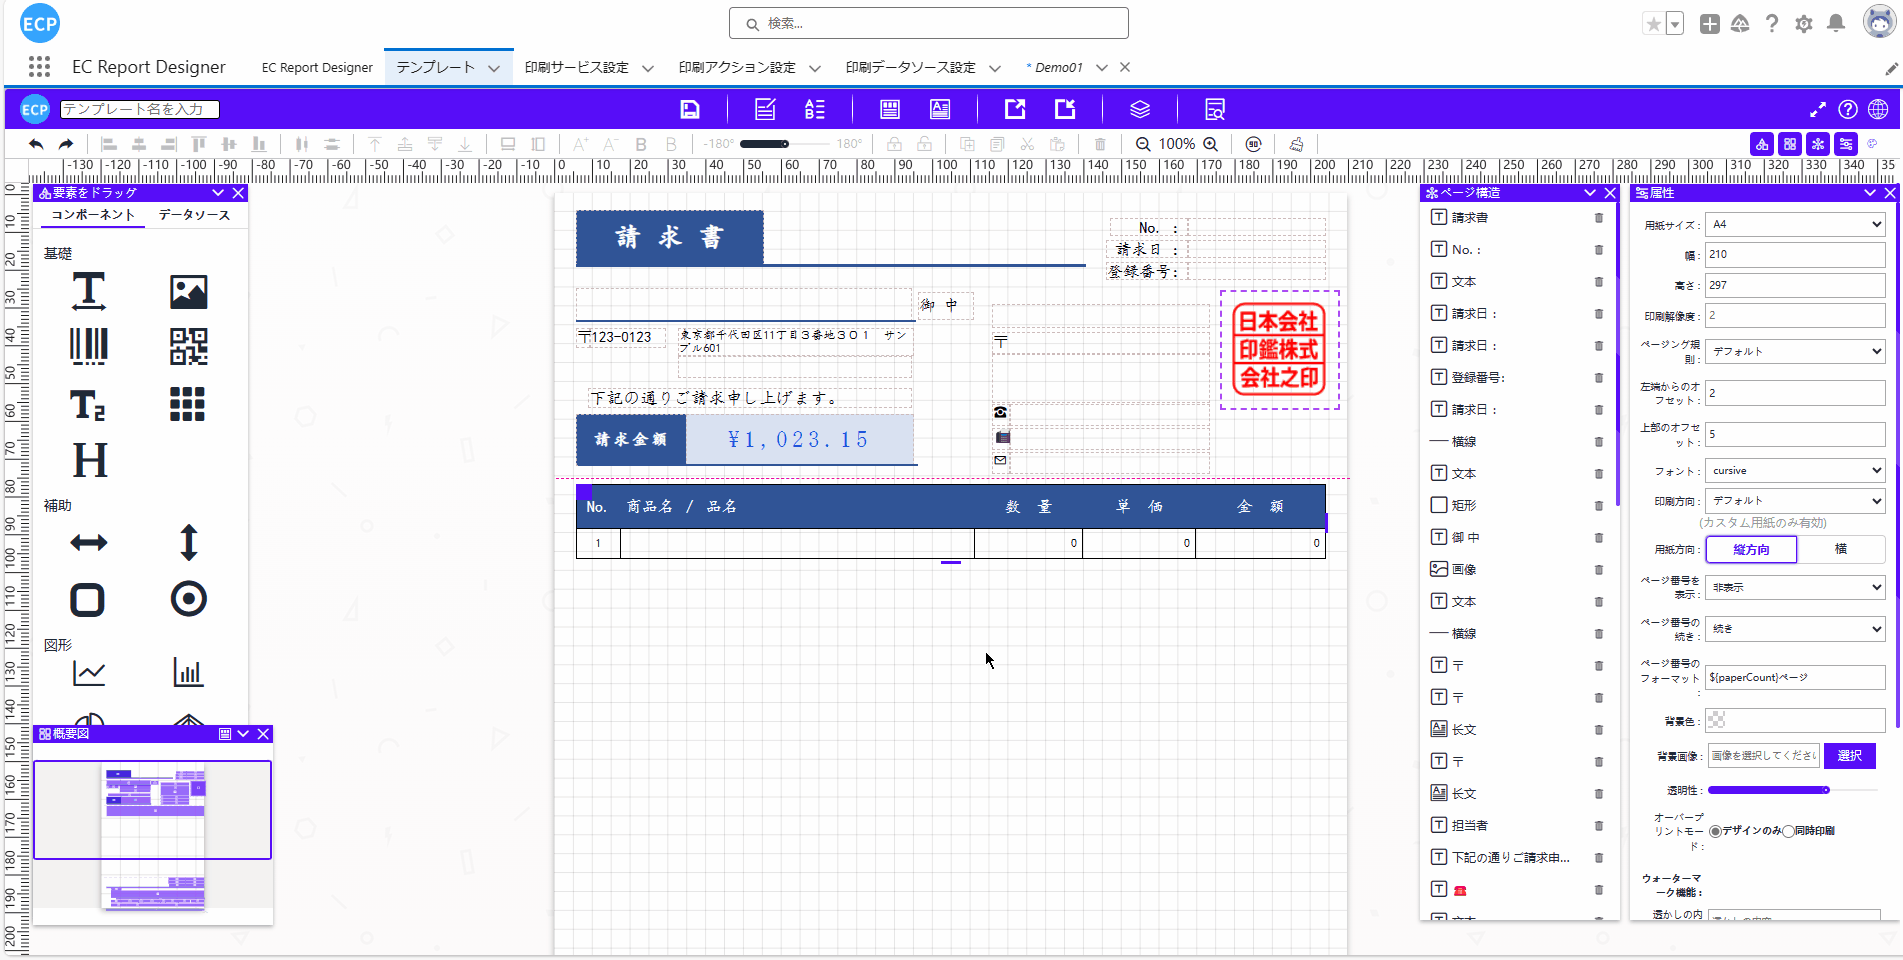 ECP
検索...
EC Report Designer
EC Report Designer
テンプレート
印刷サービス設定
印刷アクション設定
印刷データソース設定
* Demo01
ECP
テンプレート名を入力
-180°
180°
100%
-130 -120 -110 -100 -90 -80 -70 -60 -50 -40 -30 -20 -10 0 10 20 30 40 50 60 70 80 90 100 110 120 130 140 150 160 170 180 190 200 210 220 230 240 250 260 270 280 290 300 310 320 330 340 35
0 10 20 30 40 50 60 70 80 90 100 110 120 130 140 150 160 170 180 190 200
要素をドラッグ
コンポーネント
データソース
基礎
補助
図形
概要図
請 求 書
No. :
請求日 :
登録番号:
御 中
〒123-0123
東京都千代田区11丁目3番地301 サン
プル601
〒
日本会社
印鑑株式
会社之印
下記の通りご請求申し上げます。
請求金額
¥1,023.15
No.
商品名 / 品名
数 量
単 価
金 額
1
0
0
0
ページ構造
請求書
No. :
文本
請求日 :
請求日 :
登録番号:
請求日 :
横線
文本
矩形
御 中
画像
文本
横線
〒
〒
长文
〒
长文
担当者
下記の通りご請求申...
属性
用紙サイズ :
A4
幅 :
210
高さ :
297
印刷解像度 :
2
ページング規
則 :
デフォルト
左端からのオ
フセット :
2
上部のオフセ
ット :
5
フォント :
cursive
印刷方向 :
デフォルト
(カスタム用紙のみ有効)
用紙方向 :
縦方向
横
ページ番号を
表示 :
非表示
ページ番号の
続き :
続き
ページ番号の
フォーマット
:
${paperCount}ページ
背景色 :
背景画像 :
画像を選択してください
選択
透明性 :
オーバープ
リントモー
ド :
デザインのみ
同時印刷
ウォーターマ
ーク機能 :
透かしの内